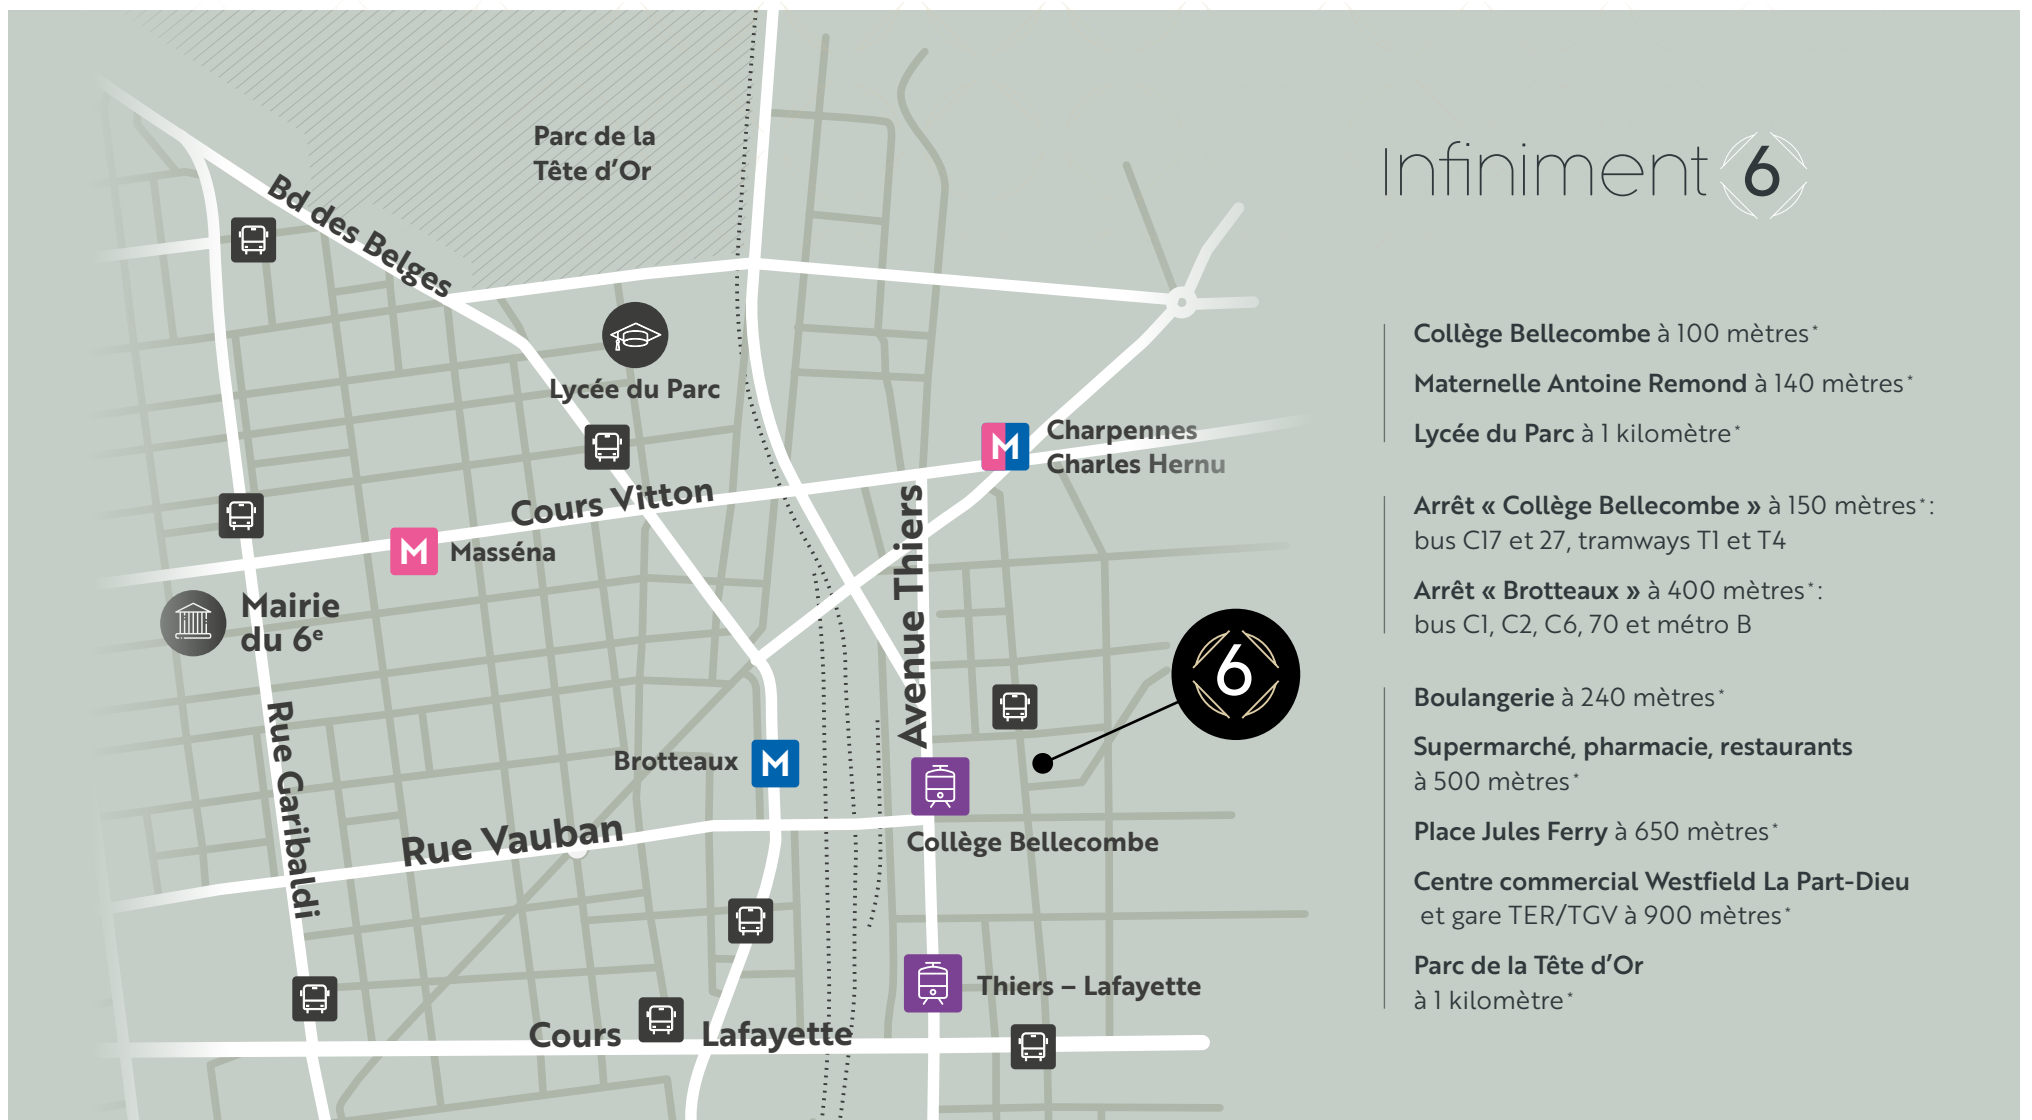 Parc de la
Tête d’Or
Bd des Belges
Lycée du Parc
Charpennes
Charles Hernu
M
Cours Vitton
M
Masséna
Avenue Thiers
Mairie
du 6e
6
Rue Garibaldi
Brotteaux
M
Rue Vauban
Collège Bellecombe
Thiers – Lafayette
Cours Lafayette
Infiniment 6
Collège Bellecombe à 100 mètres*
Maternelle Antoine Remond à 140 mètres*
Lycée du Parc à 1 kilomètre*
Arrêt « Collège Bellecombe » à 150 mètres* :
bus C17 et 27, tramways T1 et T4
Arrêt « Brotteaux » à 400 mètres* :
bus C1, C2, C6, 70 et métro B
Boulangerie à 240 mètres*
Supermarché, pharmacie, restaurants
à 500 mètres*
Place Jules Ferry à 650 mètres*
Centre commercial Westfield La Part-Dieu
et gare TER/TGV à 900 mètres*
Parc de la Tête d’Or
à 1 kilomètre*